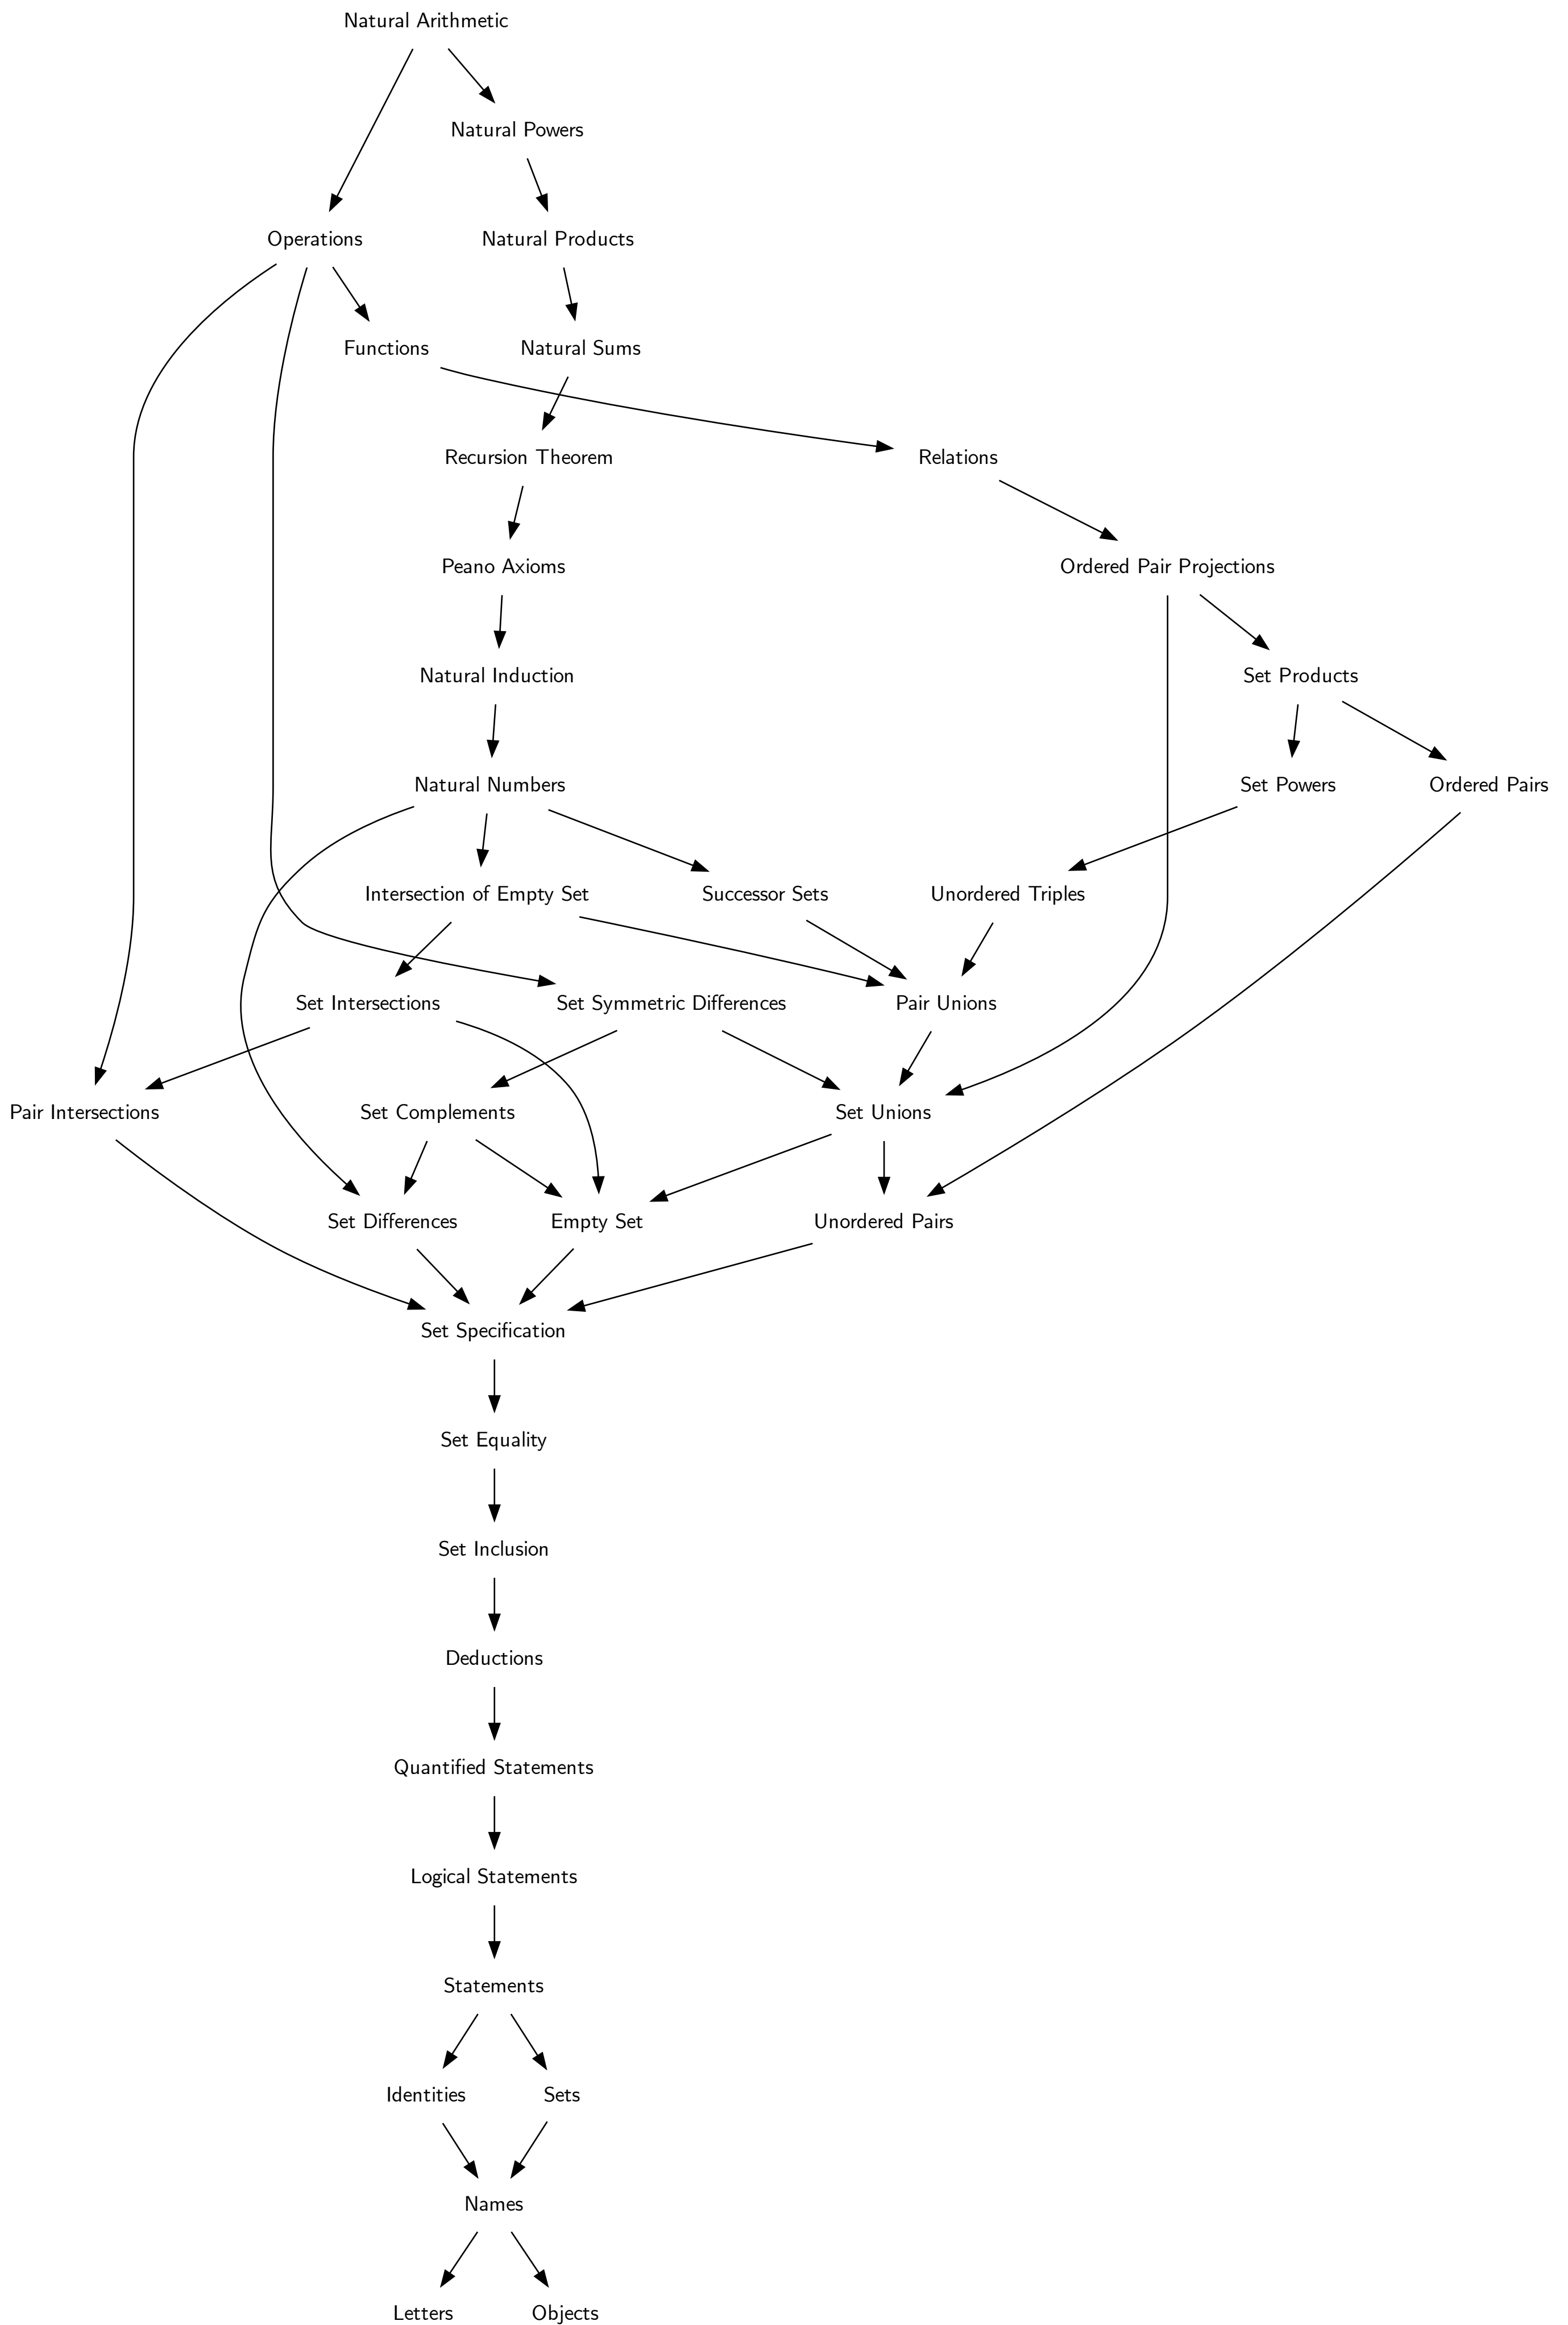 Natural Arithmetic
Natural Powers
Operations
Natural Products
Functions
Natural Sums
Recursion Theorem
Relations
Peano Axioms
Ordered Pair Projections
Natural Induction
Set Products
Natural Numbers
Set Powers
Ordered Pairs
Intersection of Empty Set
Successor Sets
Unordered Triples
Set Intersections
Set Symmetric Differences
Pair Unions
Pair Intersections
Set Complements
Set Unions
Set Differences
Empty Set
Unordered Pairs
Set Specification
Set Equality
Set Inclusion
Deductions
Quantified Statements
Logical Statements
Statements
Identities
Sets
Names
Letters
Objects